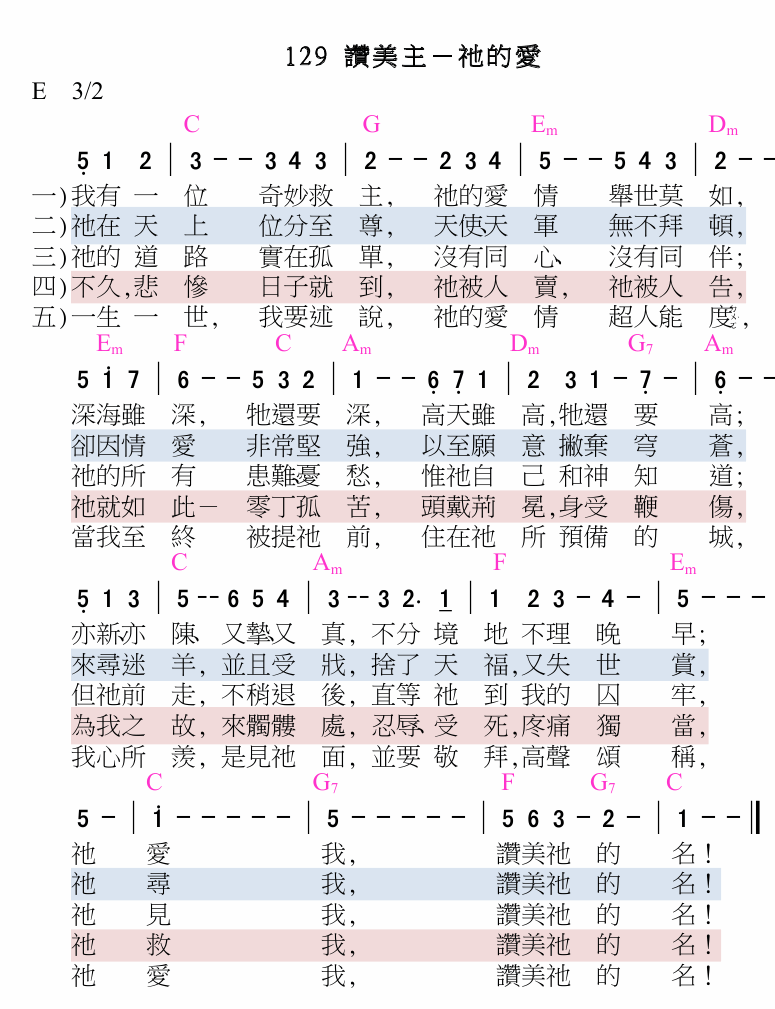 129 讚美主－祂的愛
E 3/2
C G Em Dm
5̣ 1 2 | 3 - - 3 4 3 | 2 - - 2 3 4 | 5 - - 5 4 3 | 2 - -
一)我有 一 位 奇妙救 主, 祂的愛 情 舉世莫 如,
二)祂在 天 上 位分至 尊, 天使、天 軍 無不拜 頓,
三)祂的 道 路 實在孤 單, 沒有同 心、 沒有同 伴;
四)不久,悲 慘 日子就 到, 祂被人 賣, 祂被人 告,
五)一生 一 世, 我要述 說, 祂的愛 情 超人能 度,
Em F C Am Dm G7 Am
5 i 7 | 6 - - 5 3 2 | 1 - - 6̣ 7̣ 1 | 2 3 1 - 7̣ - | 6̣ - -
深海雖 深, 牠還要 深, 高天雖 高,牠還 要 高;
卻因情 愛 非常堅 強, 以至願 意 撇棄 穹 蒼,
祂的所 有 患難、憂 愁, 惟祂自 己 和神 知 道;
祂就如 此－ 零丁孤 苦, 頭戴荊 冕,身受 鞭 傷,
當我至 終 被提祂 前, 住在祂 所 預備 的 城,
C Am F Em
5̣ 1 3 | 5 -- 6 5 4 | 3 -- 3 2. 1 | 1 2 3 - 4 - | 5 - - -
亦新、亦 陳、 又摯、又 真, 不分 境 地 不理 晚 早;
來尋迷 羊, 並且受 戕, 捨了 天 福,又失 世 賞,
但祂前 走, 不稍退 後, 直等 祂 到 我的 囚 牢,
為我之 故, 來髑髏 處, 忍辱、 受 死,疼痛 獨 當,
我心所 羨, 是見祂 面, 並要 敬 拜,高聲 頌 稱,
C G7 F G7 C
5 - | i - - - - - | 5 - - - - - | 5 6 3 - 2 - | 1 - - ‖
祂 愛 我, 讚美祂 的 名!
祂 尋 我, 讚美祂 的 名!
祂 見 我, 讚美祂 的 名!
祂 救 我, 讚美祂 的 名!
祂 愛 我, 讚美祂 的 名!